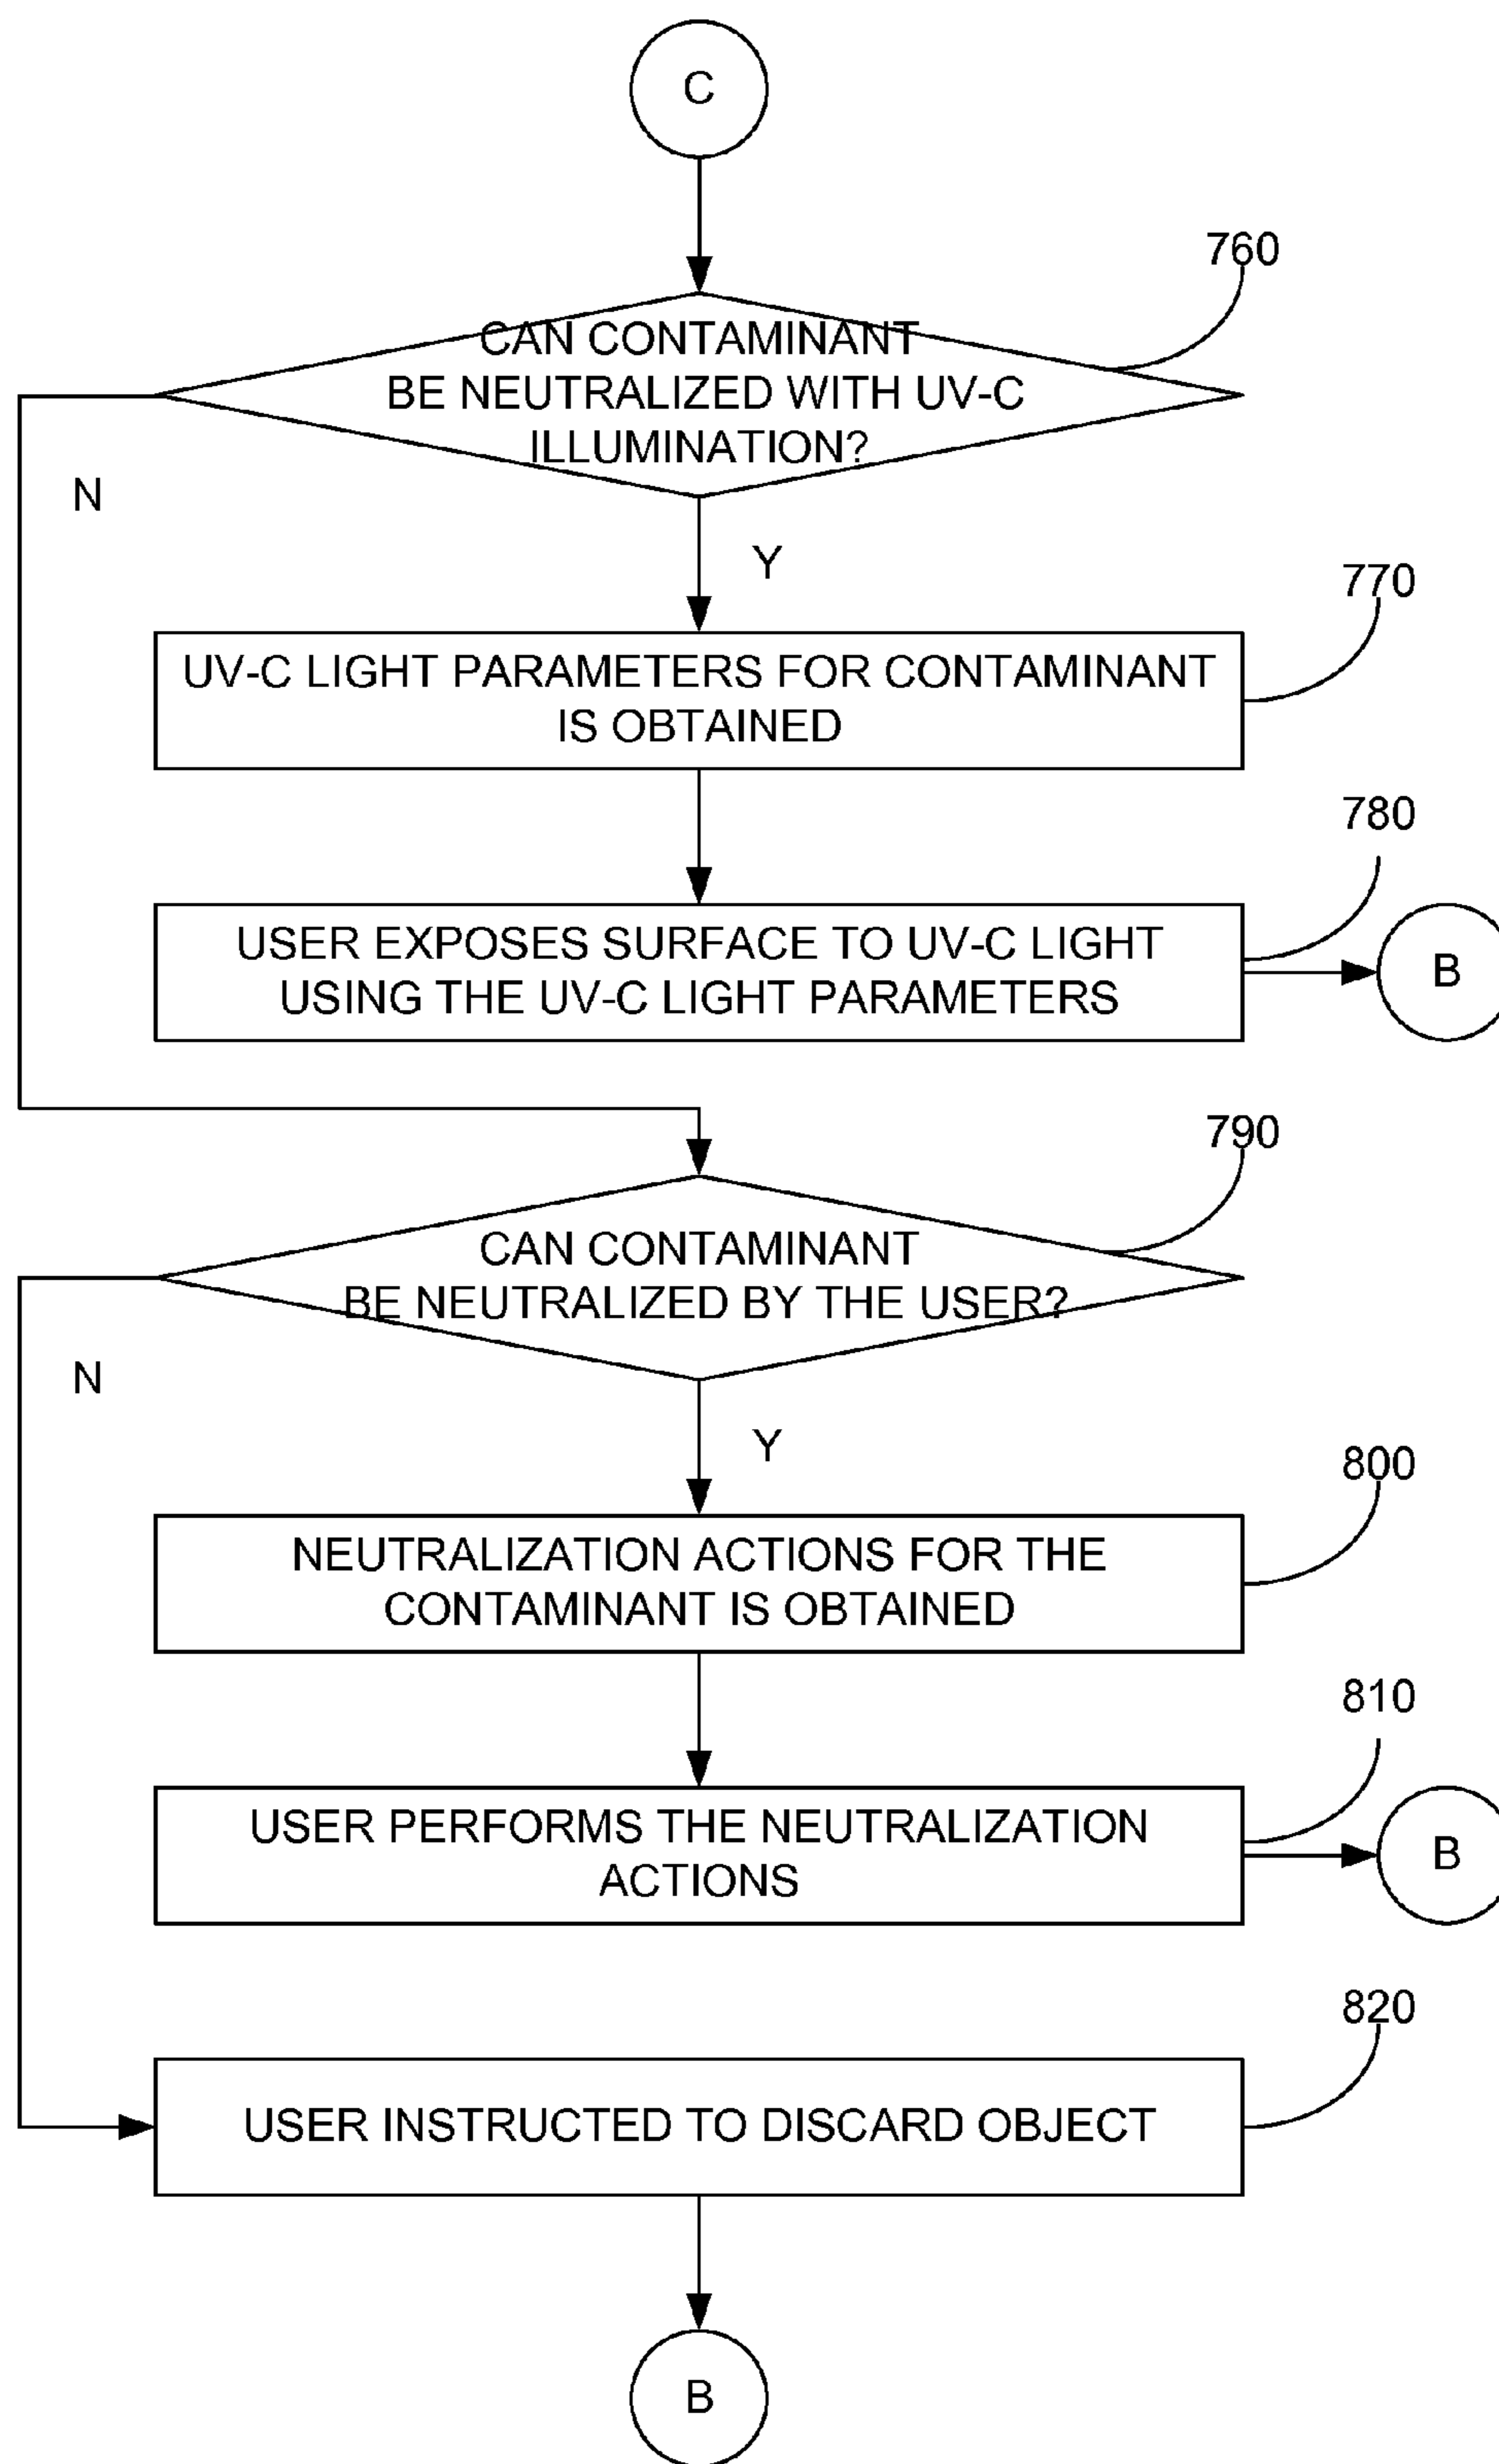 C
760
CAN CONTAMINANT
BE NEUTRALIZED WITH UV-C
ILLUMINATION?
N
Y
770
UV-C LIGHT PARAMETERS FOR CONTAMINANT
IS OBTAINED
780
USER EXPOSES SURFACE TO UV-C LIGHT
USING THE UV-C LIGHT PARAMETERS
B
790
CAN CONTAMINANT
BE NEUTRALIZED BY THE USER?
N
Y
800
NEUTRALIZATION ACTIONS FOR THE
CONTAMINANT IS OBTAINED
810
USER PERFORMS THE NEUTRALIZATION
ACTIONS
B
820
USER INSTRUCTED TO DISCARD OBJECT
B